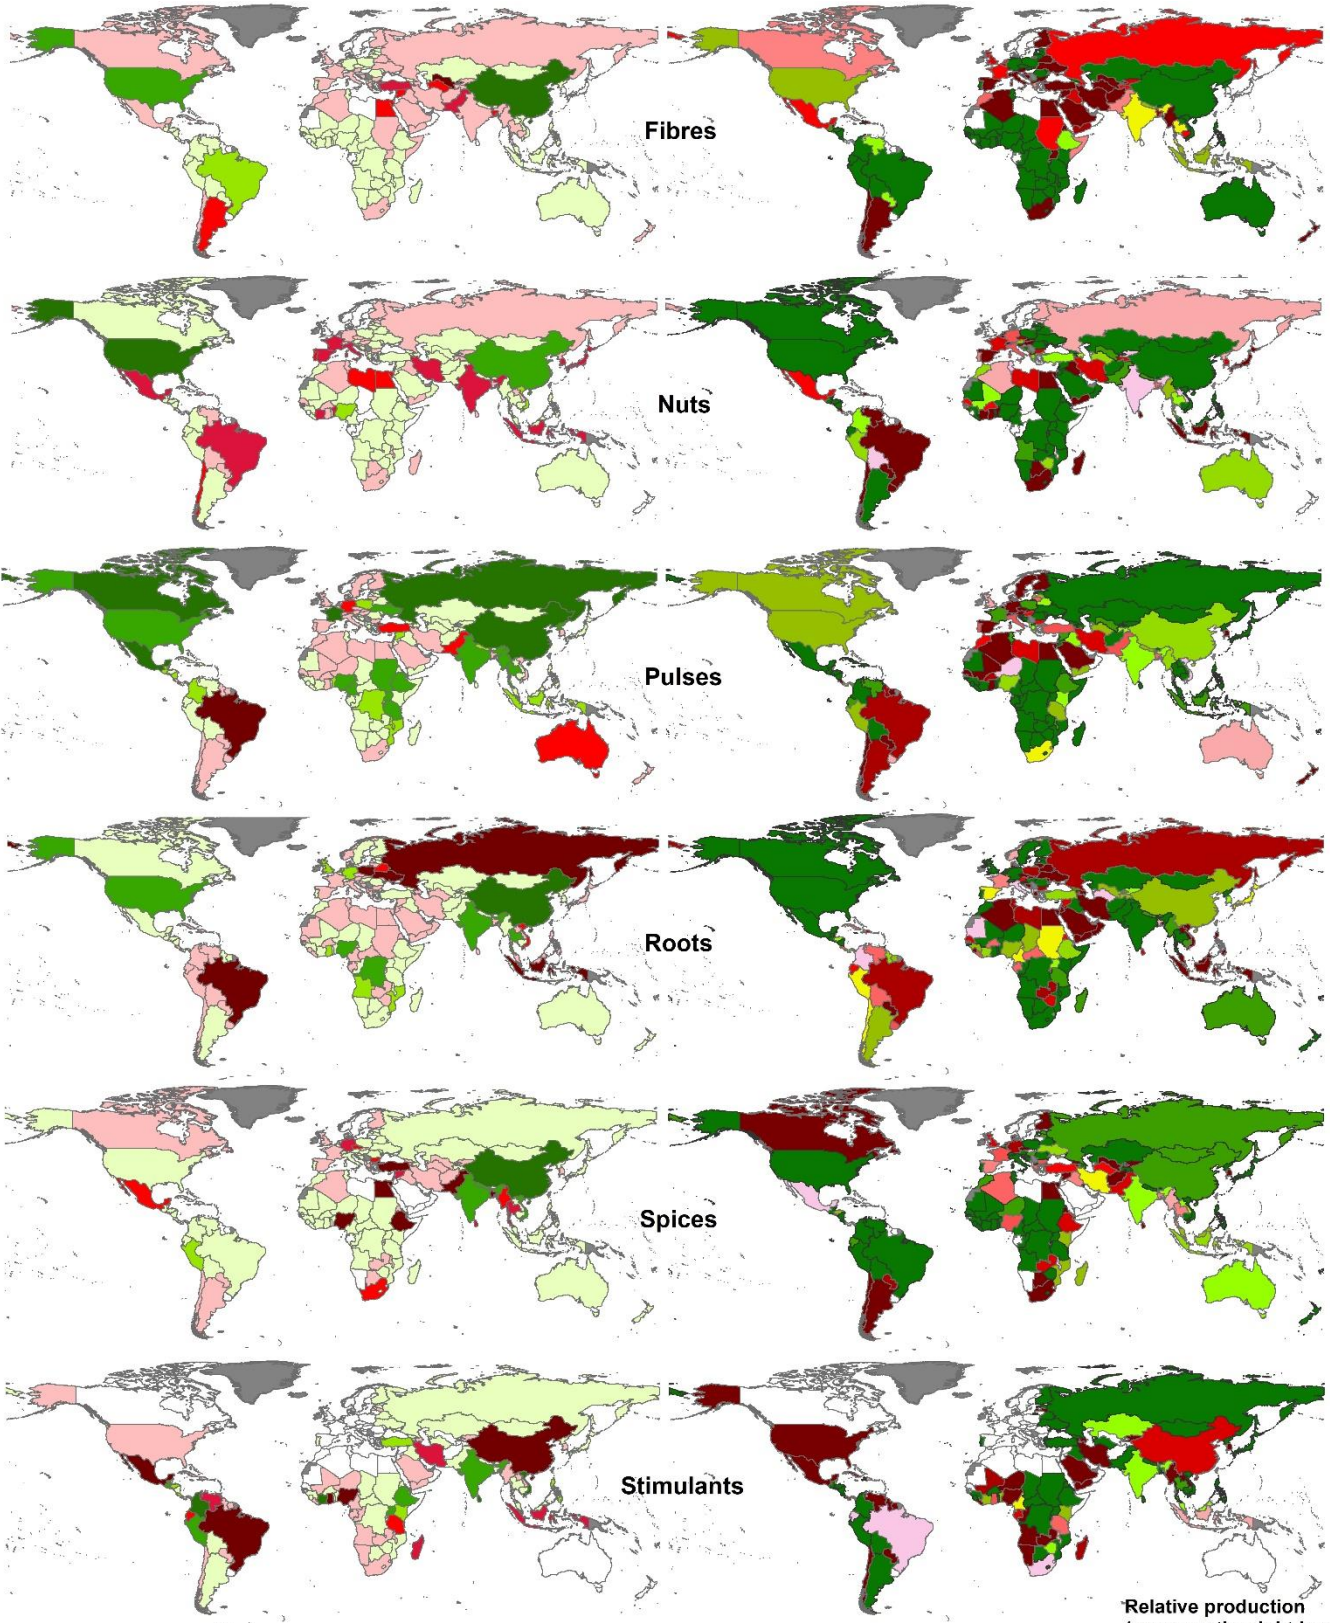 Fibres
Nuts
Pulses
Roots
Spices
Stimulants
Relative production